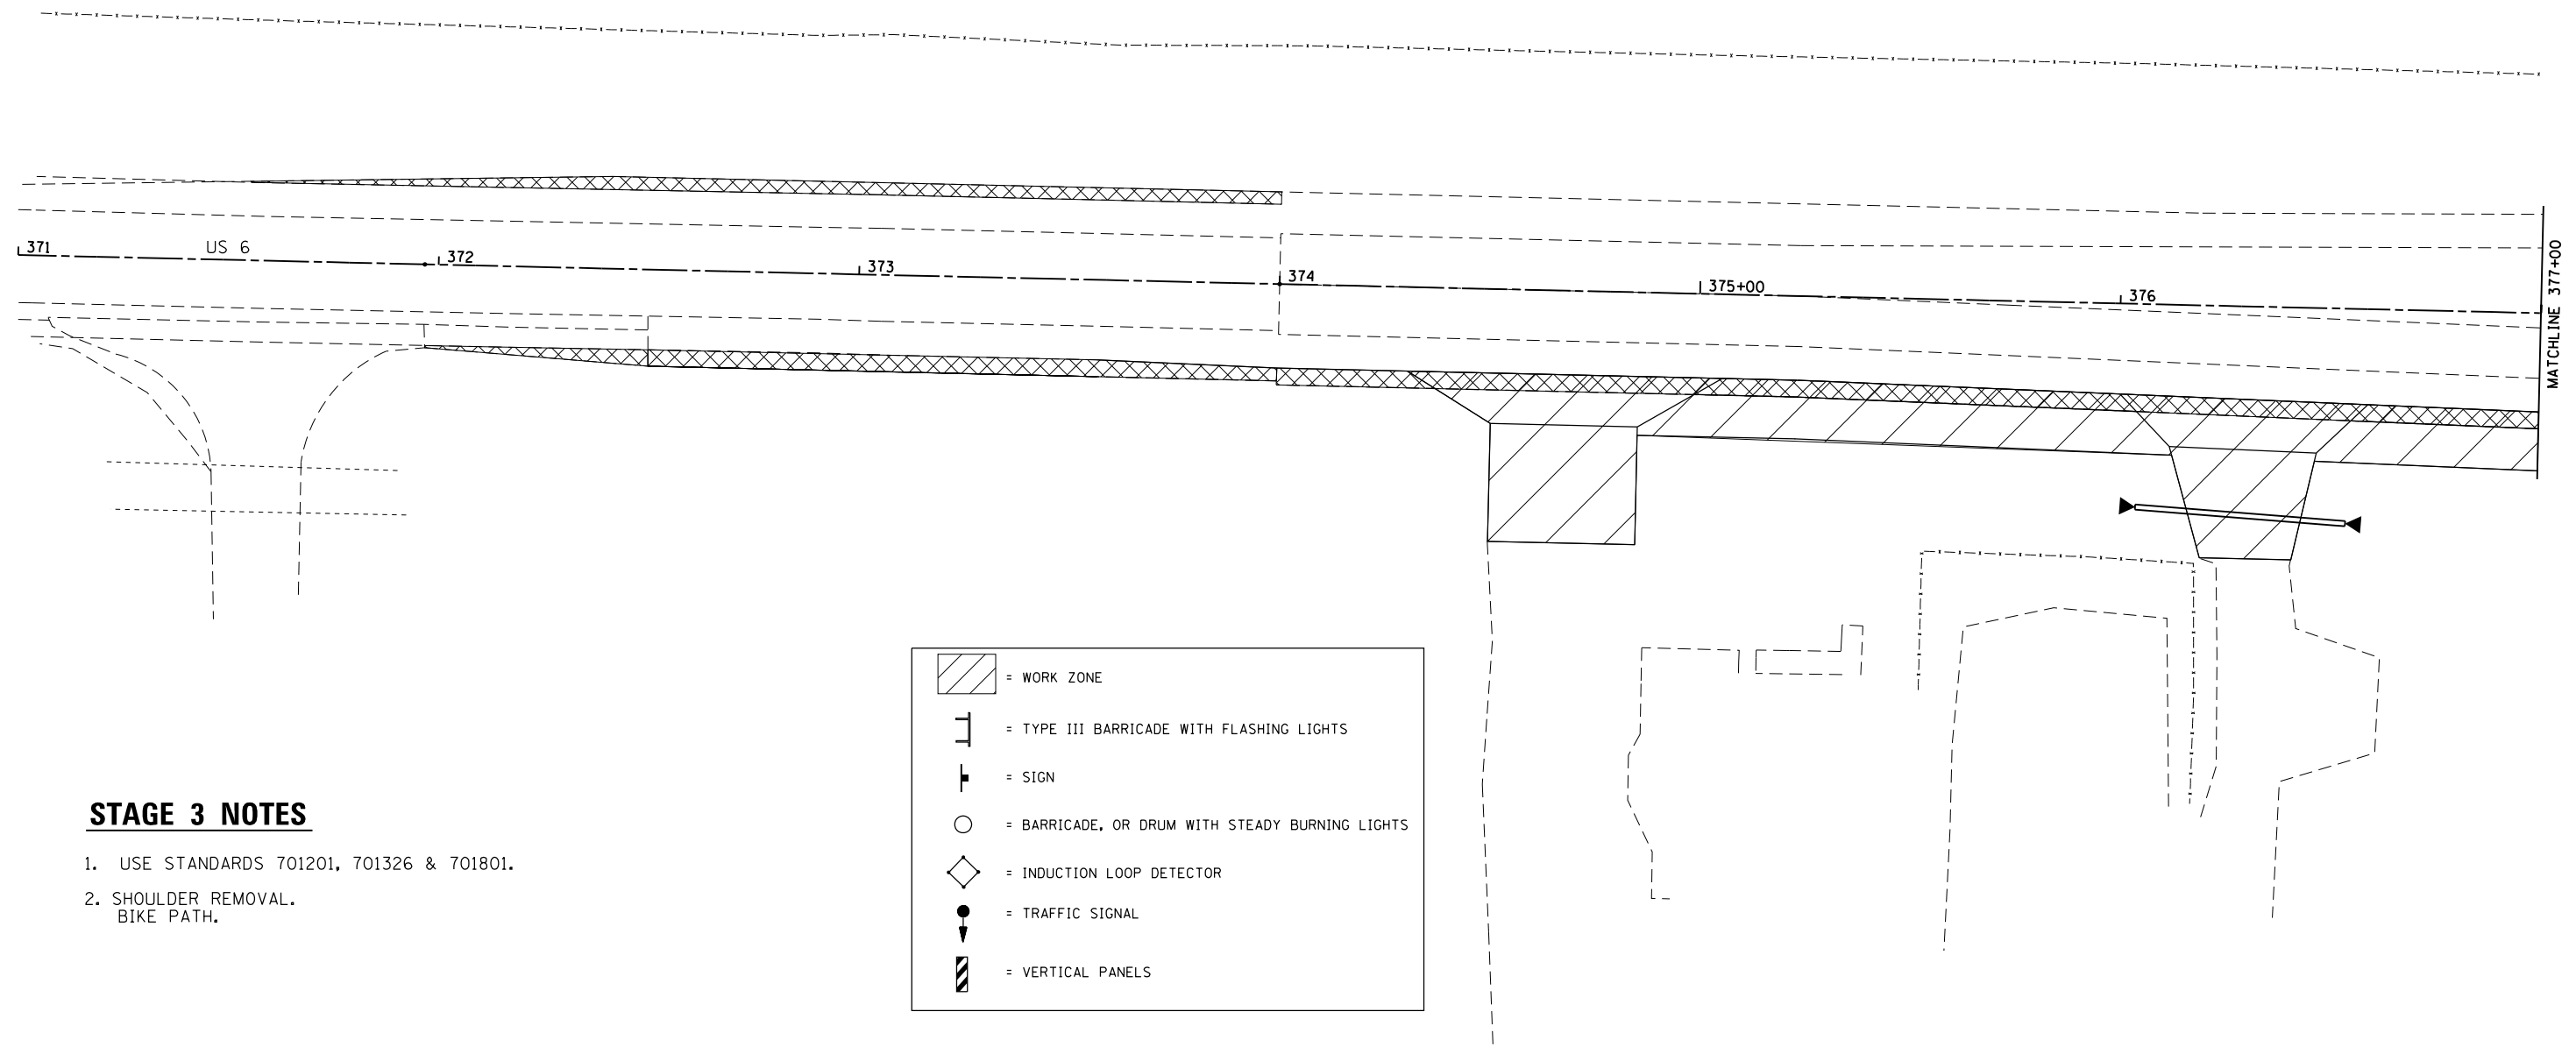 US 6
371
372
373
374
375+00
376
MATCHLINE 377+00
= WORK ZONE
= TYPE III BARRICADE WITH FLASHING LIGHTS
= SIGN
= BARRICADE, OR DRUM WITH STEADY BURNING LIGHTS
= INDUCTION LOOP DETECTOR
= TRAFFIC SIGNAL
= VERTICAL PANELS
STAGE 3 NOTES
1. USE STANDARDS 701201, 701326 & 701801.
2. SHOULDER REMOVAL.
BIKE PATH.